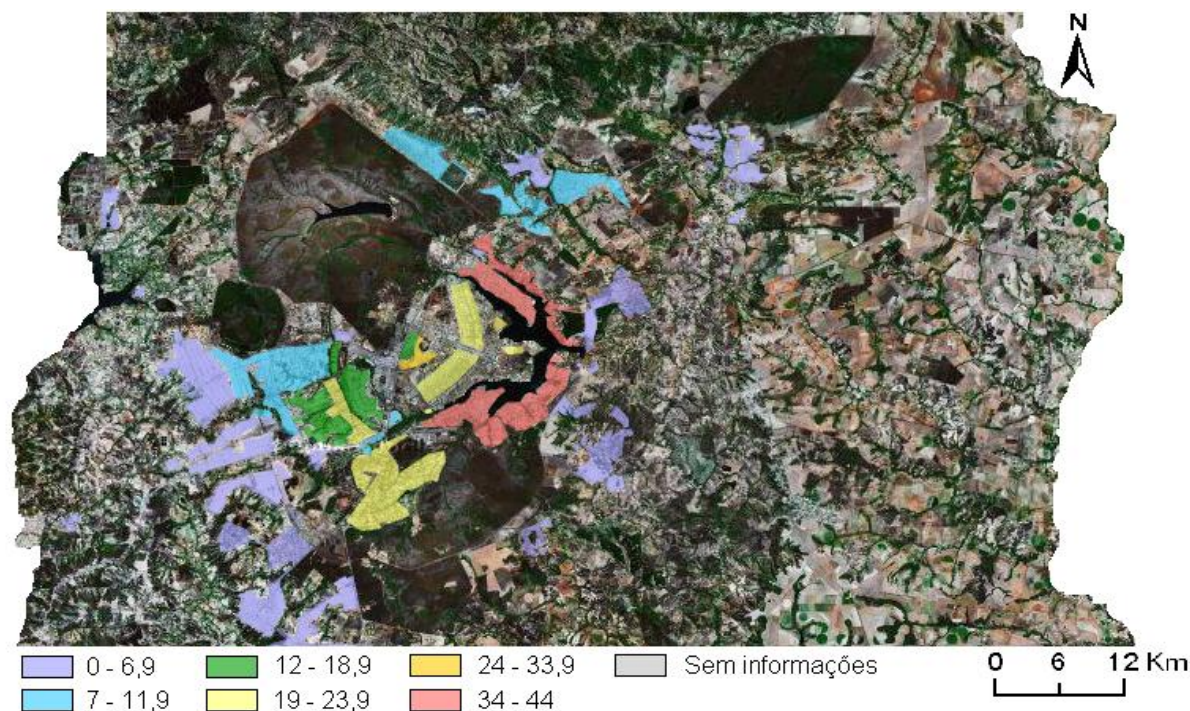 N
0 - 6,9
12 - 18,9
24 - 33,9
Sem informações
7 - 11,9
19 - 23,9
34 - 44
0 6 12 Km